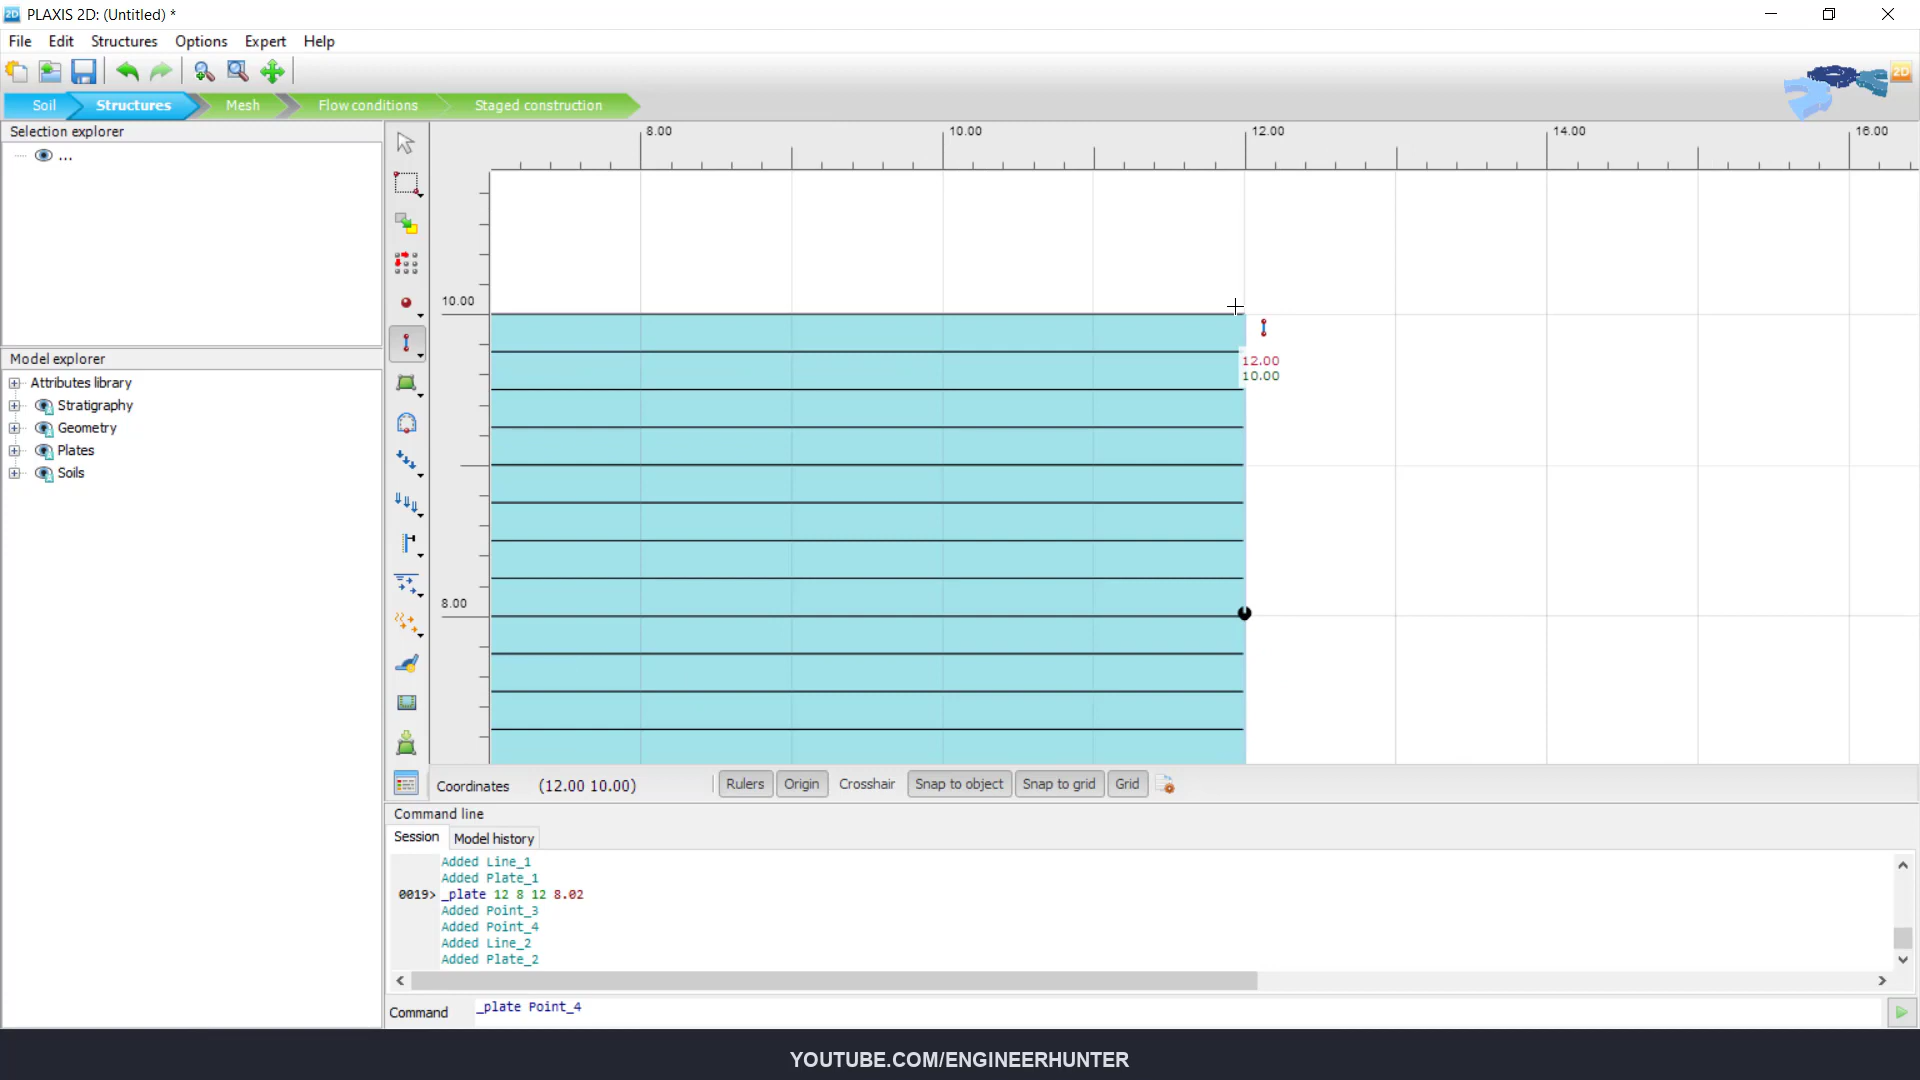 PLAXIS 2D: (Untitled) *
File Edit Structures Options Expert Help
2D
Soil Structures Mesh Flow conditions Staged construction
Selection explorer
...
Model explorer
Attributes library
Stratigraphy
Geometry
Plates
Soils
8.00 10.00 12.00 14.00 16.00
10.00
12.00
10.00
8.00
Coordinates (12.00 10.00) Rulers Origin Crosshair Snap to object Snap to grid Grid
Command line
Session Model history
Added Line_1
Added Plate_1
0019> _plate 12 8 12 8.02
Added Point_3
Added Point_4
Added Line_2
Added Plate_2
Command _plate Point_4
YOUTUBE.COM/ENGINEERHUNTER